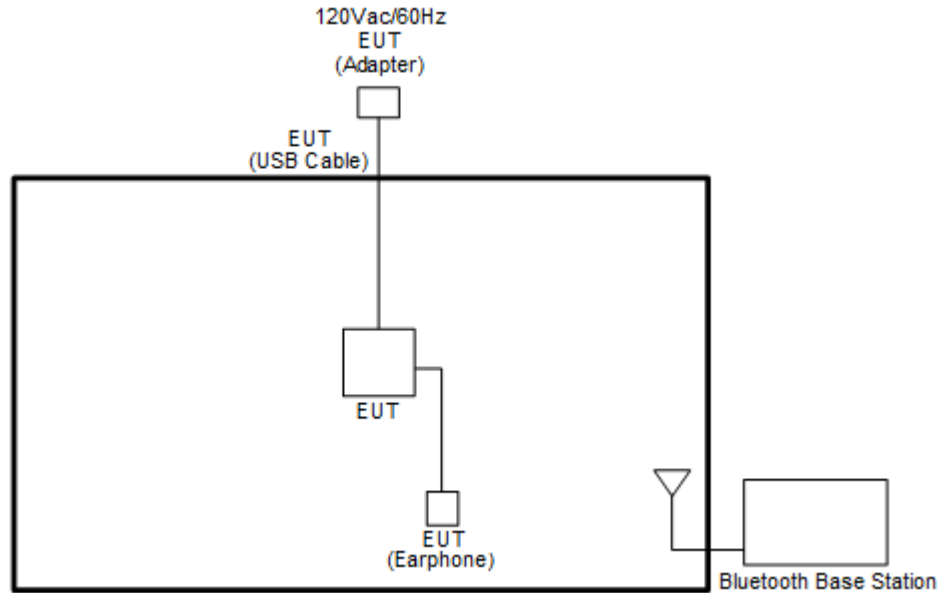 120Vac/60Hz
EUT
(Adapter)
EUT
(USB Cable)
EUT
EUT
(Earphone)
Bluetooth Base Station